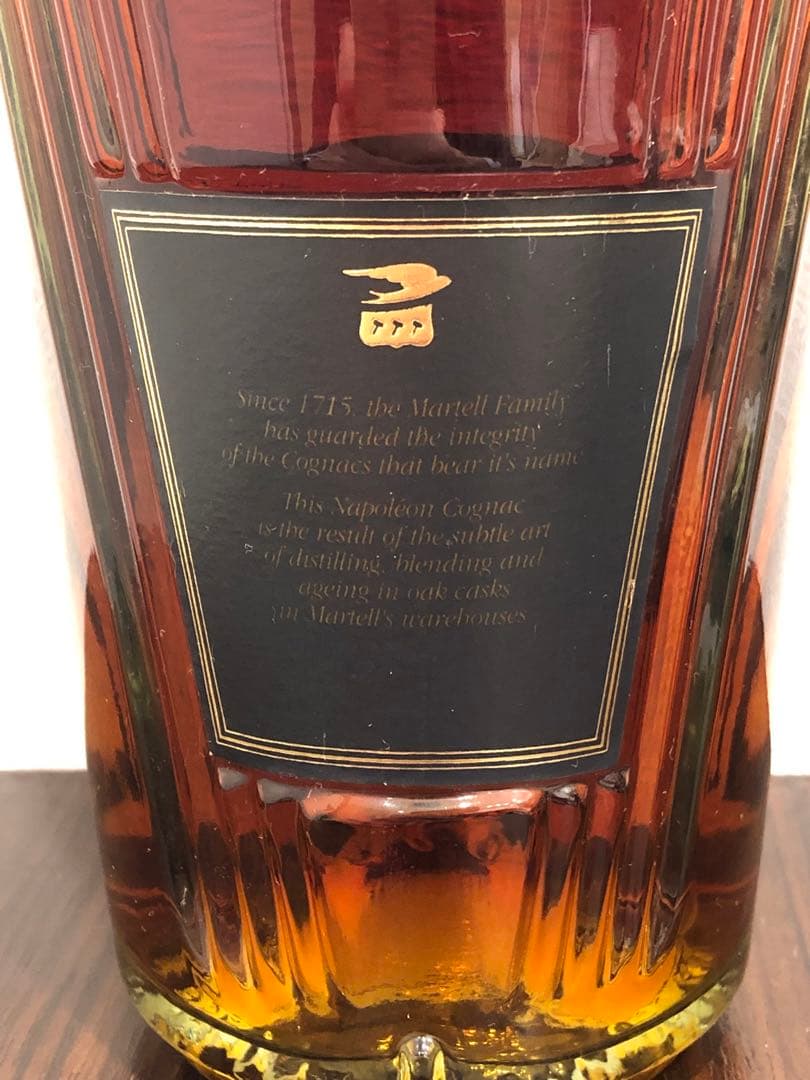 Since 1715, the Martell Family
has guarded the integrity
of the Cognacs that bear it's name
This Napoléon Cognac
is the result of the subtle art
of distilling, blending and
ageing in oak casks
in Martell's warehouses